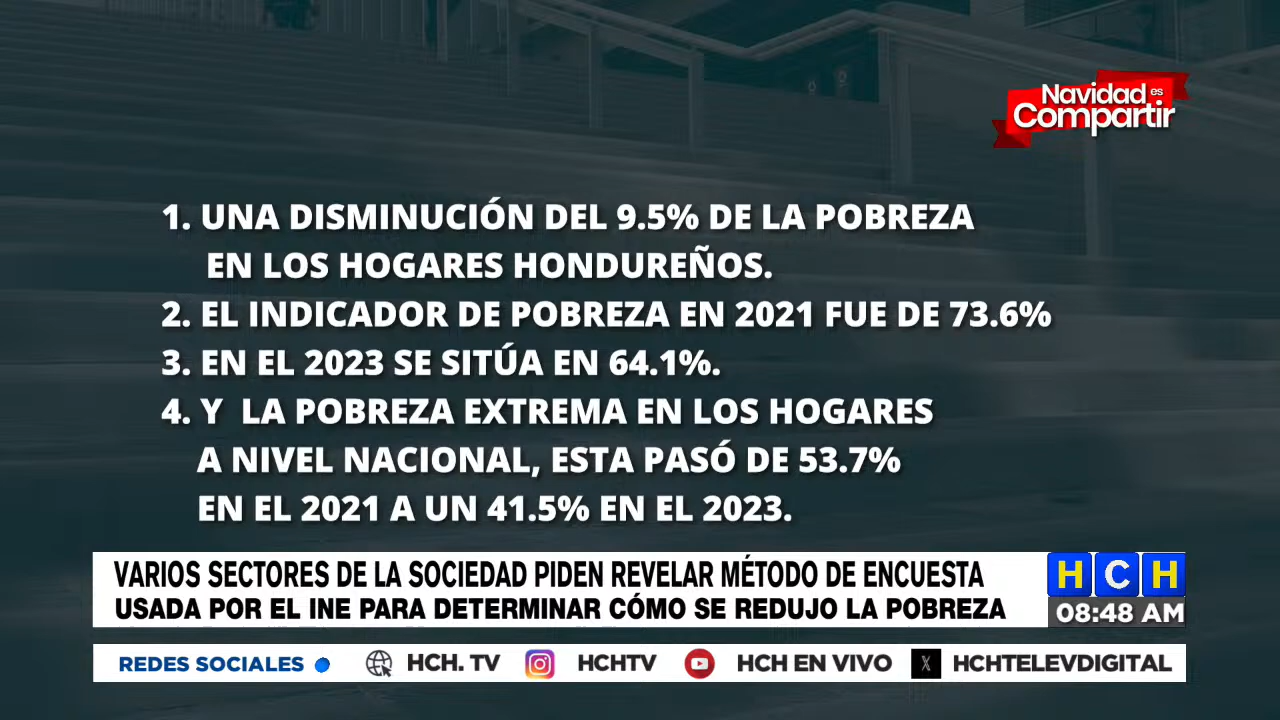 Navidad es
Compartir
1. UNA DISMINUCIÓN DEL 9.5% DE LA POBREZA
EN LOS HOGARES HONDUREÑOS.
2. EL INDICADOR DE POBREZA EN 2021 FUE DE 73.6%
3. EN EL 2023 SE SITÚA EN 64.1%.
4. Y LA POBREZA EXTREMA EN LOS HOGARES
A NIVEL NACIONAL, ESTA PASÓ DE 53.7%
EN EL 2021 A UN 41.5% EN EL 2023.
VARIOS SECTORES DE LA SOCIEDAD PIDEN REVELAR MÉTODO DE ENCUESTA
USADA POR EL INE PARA DETERMINAR CÓMO SE REDUJO LA POBREZA
HCH
08:48 AM
REDES SOCIALES HCH. TV HCHTV HCH EN VIVO X HCHTELEVDIGITAL